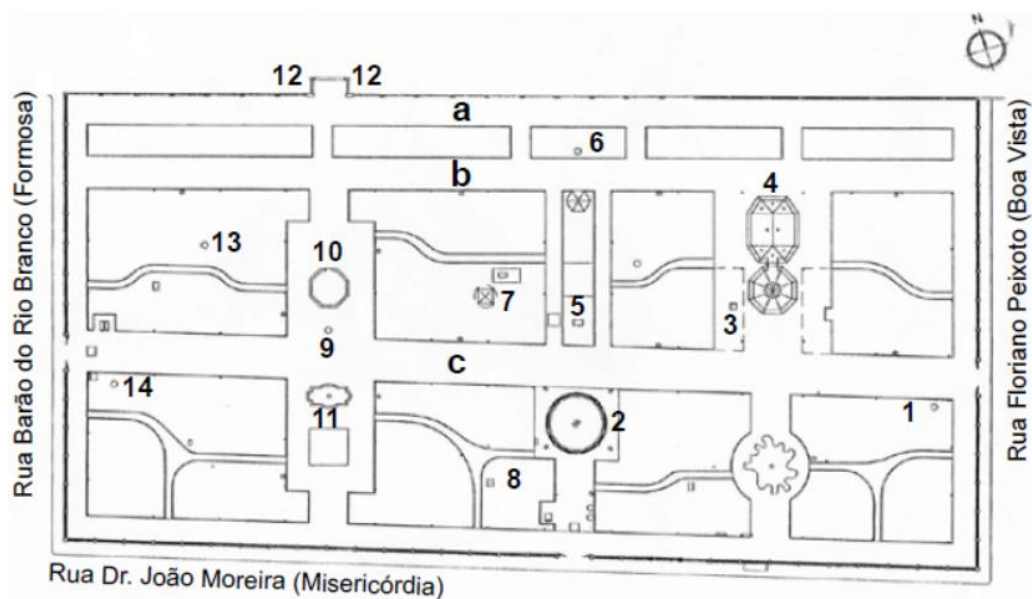 N
12 12
a
6
b
4
13
10
7
5
3
9
c
14
11
2
1
8
Rua Barão do Rio Branco (Formosa)
Rua Floriano Peixoto (Boa Vista)
Rua Dr. João Moreira (Misericórdia)